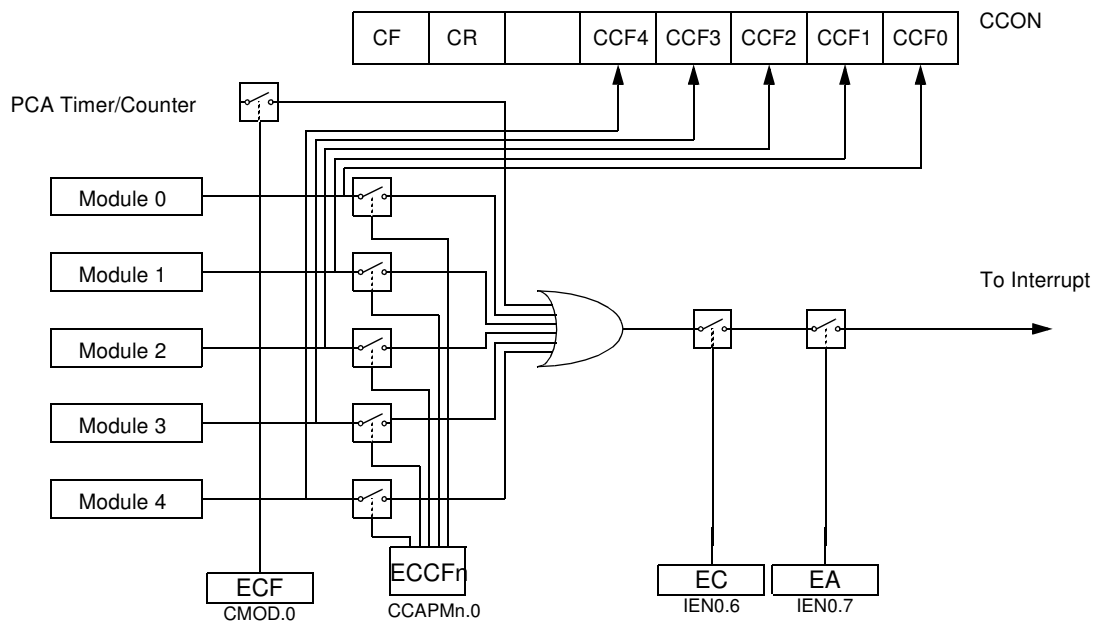 CF CR CCF4 CCF3 CCF2 CCF1 CCF0 CCON
PCA Timer/Counter
Module 0
Module 1
To Interrupt
Module 2
Module 3
Module 4
ECF
CMOD.0
ECCFn
CCAPMn.0
EC
IEN0.6
EA
IEN0.7